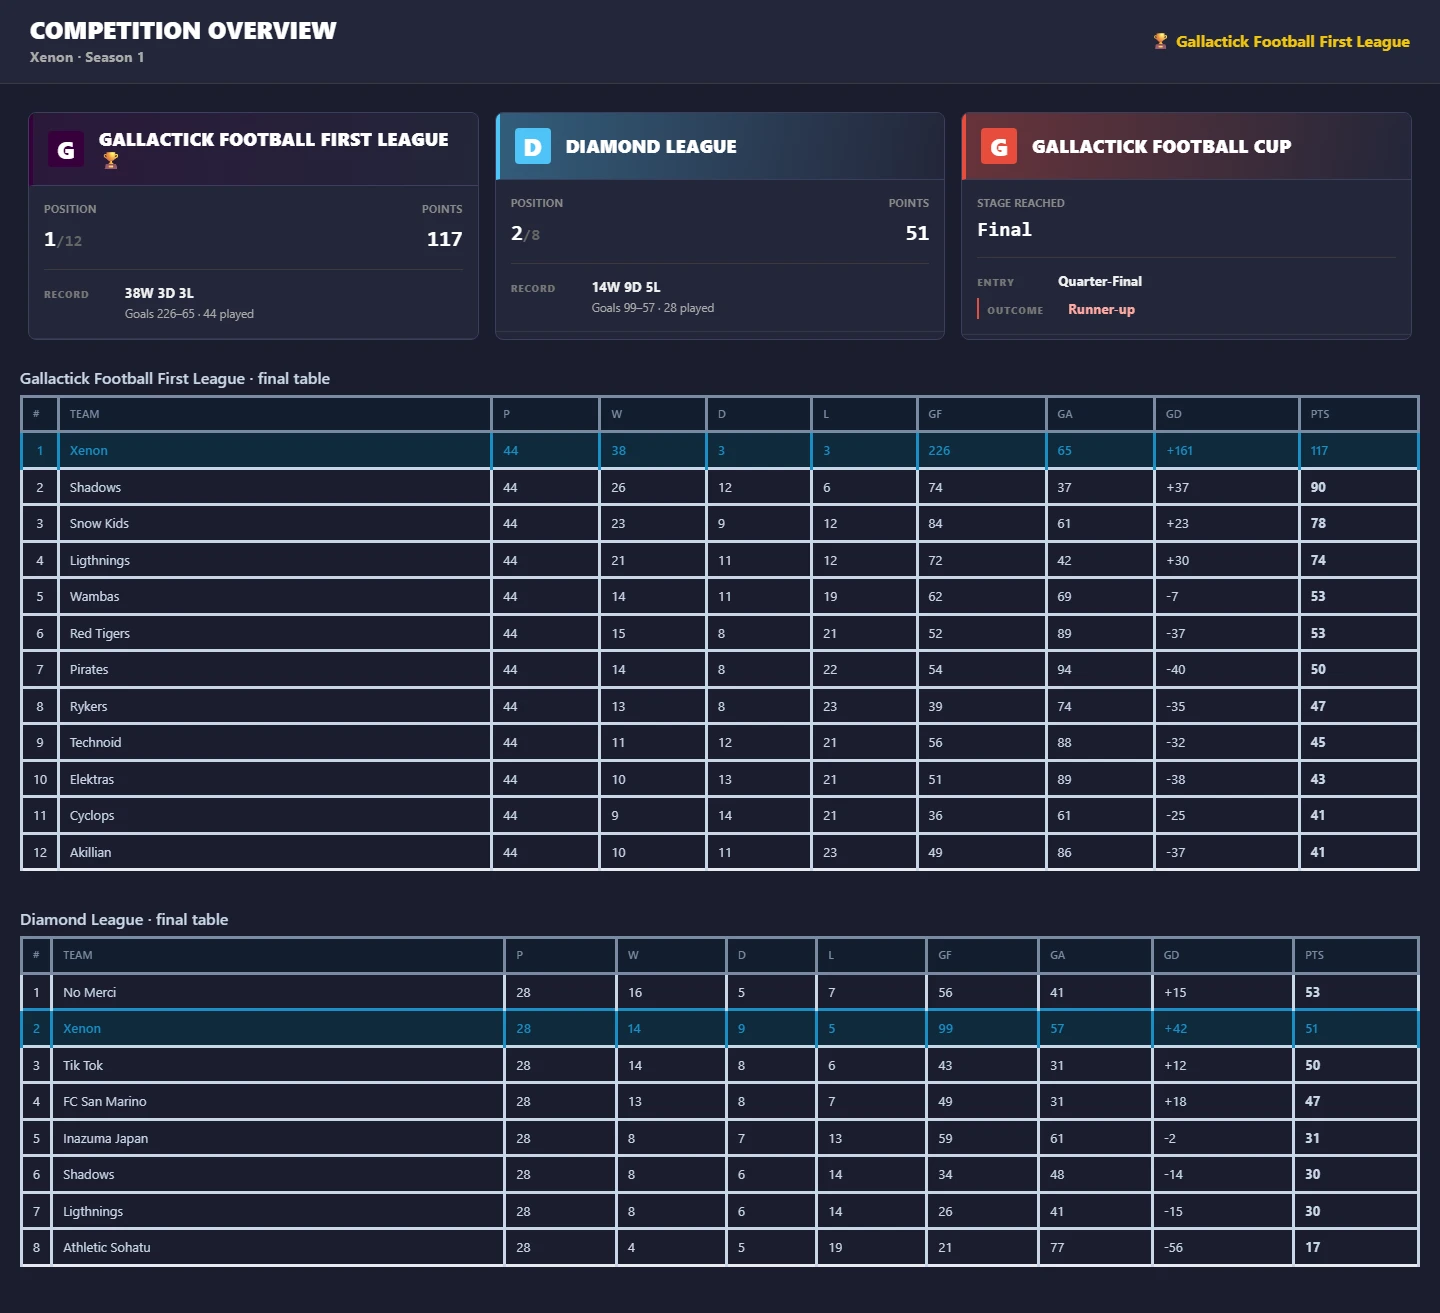 COMPETITION OVERVIEW
Xenon · Season 1
🏆 Gallactick Football First League
G GALLACTICK FOOTBALL FIRST LEAGUE 🏆
POSITION POINTS
1/12 117
RECORD 38W 3D 3L
Goals 226–65 · 44 played
D DIAMOND LEAGUE
POSITION POINTS
2/8 51
RECORD 14W 9D 5L
Goals 99–57 · 28 played
G GALLACTICK FOOTBALL CUP
STAGE REACHED
Final
ENTRY Quarter-Final
OUTCOME Runner-up
Gallactick Football First League · final table
# TEAM P W D L GF GA GD PTS
1 Xenon 44 38 3 3 226 65 +161 117
2 Shadows 44 26 12 6 74 37 +37 90
3 Snow Kids 44 23 9 12 84 61 +23 78
4 Ligthnings 44 21 11 12 72 42 +30 74
5 Wambas 44 14 11 19 62 69 -7 53
6 Red Tigers 44 15 8 21 52 89 -37 53
7 Pirates 44 14 8 22 54 94 -40 50
8 Rykers 44 13 8 23 39 74 -35 47
9 Technoid 44 11 12 21 56 88 -32 45
10 Elektras 44 10 13 21 51 89 -38 43
11 Cyclops 44 9 14 21 36 61 -25 41
12 Akillian 44 10 11 23 49 86 -37 41
Diamond League · final table
# TEAM P W D L GF GA GD PTS
1 No Merci 28 16 5 7 56 41 +15 53
2 Xenon 28 14 9 5 99 57 +42 51
3 Tik Tok 28 14 8 6 43 31 +12 50
4 FC San Marino 28 13 8 7 49 31 +18 47
5 Inazuma Japan 28 8 7 13 59 61 -2 31
6 Shadows 28 8 6 14 34 48 -14 30
7 Ligthnings 28 8 6 14 26 41 -15 30
8 Athletic Sohatu 28 4 5 19 21 77 -56 17